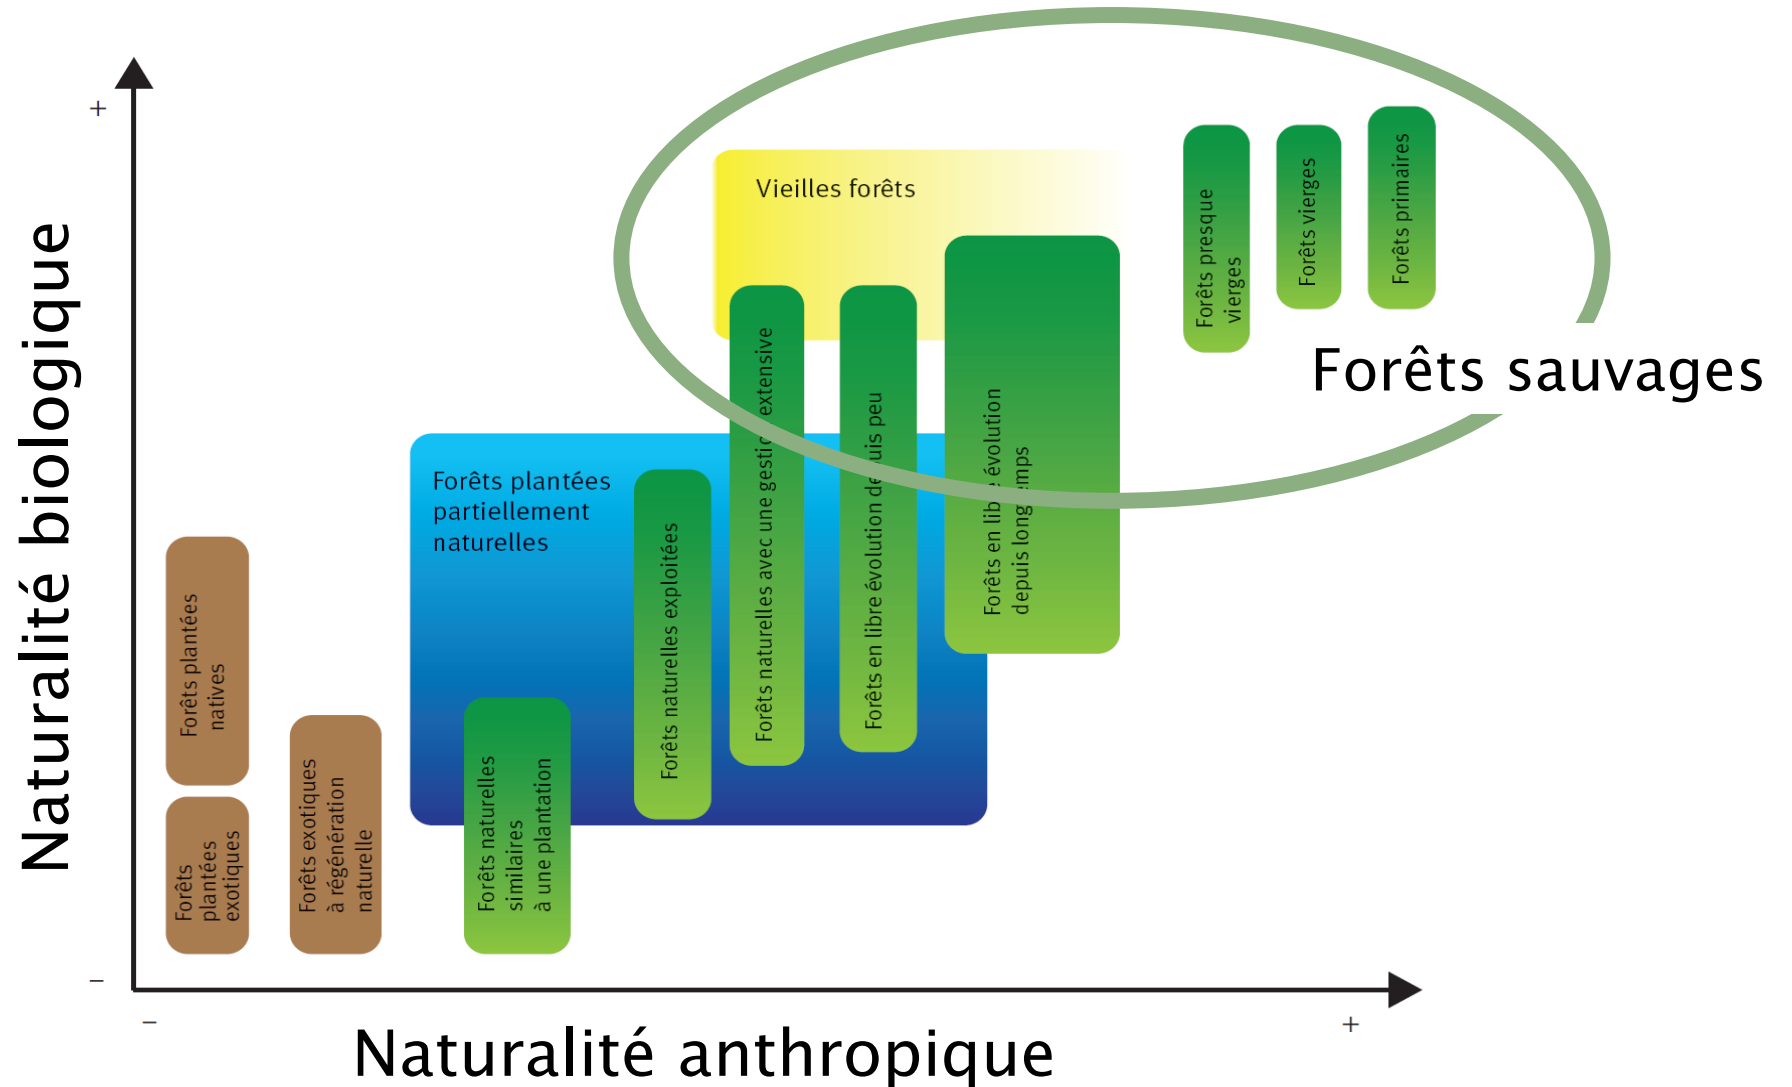 +
Naturalité biologique
–
–
Naturalité anthropique
+
Forêts sauvages
Vieilles forêts
Forêts plantées
partiellement
naturelles
Forêts plantées
natives
Forêts
plantées
exotiques
Forêts exotiques
à régénération
naturelle
Forêts naturelles
similaires
à une plantation
Forêts naturelles exploitées
Forêts naturelles avec une gestion extensive
Forêts en libre évolution depuis peu
Forêts en libre évolution
depuis longtemps
Forêts presque
vierges
Forêts vierges
Forêts primaires